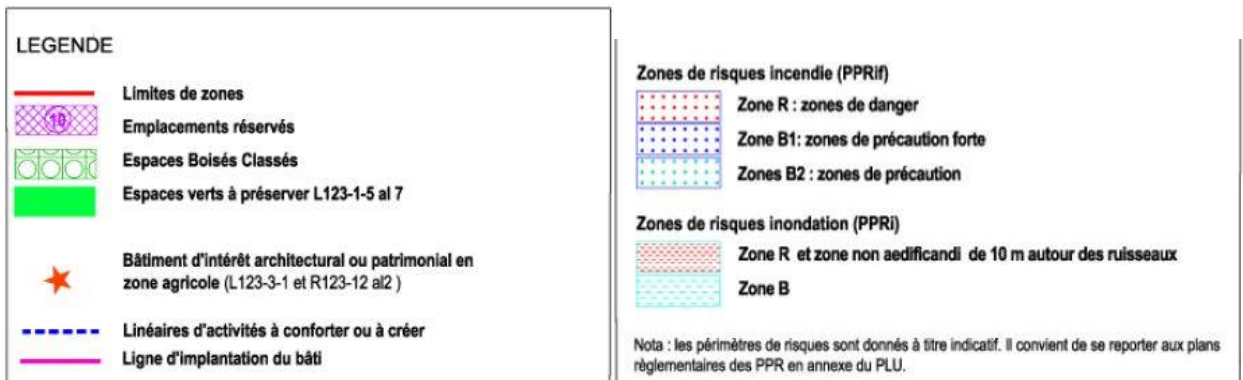 LEGENDE
Limites de zones
10
Emplacements réservés
Espaces Boisés Classés
Espaces verts à préserver L123-1-5 al 7
Bâtiment d'intérêt architectural ou patrimonial en
zone agricole (L123-3-1 et R123-12 al2 )
Linéaires d'activités à conforter ou à créer
Ligne d'implantation du bâti
Zones de risques incendie (PPRif)
Zone R : zones de danger
Zone B1: zones de précaution forte
Zones B2 : zones de précaution
Zones de risques inondation (PPRi)
Zone R et zone non aedificandi de 10 m autour des ruisseaux
Zone B
Nota : les périmètres de risques sont donnés à titre indicatif. Il convient de se reporter aux plans
règlementaires des PPR en annexe du PLU.